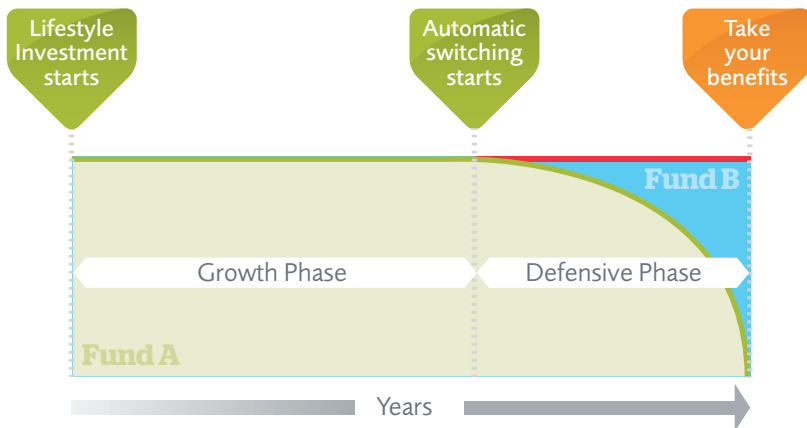 Lifestyle
Investment
starts
Automatic
switching
starts
Take
your
benefits
Fund B
Growth Phase
Defensive Phase
Fund A
Years